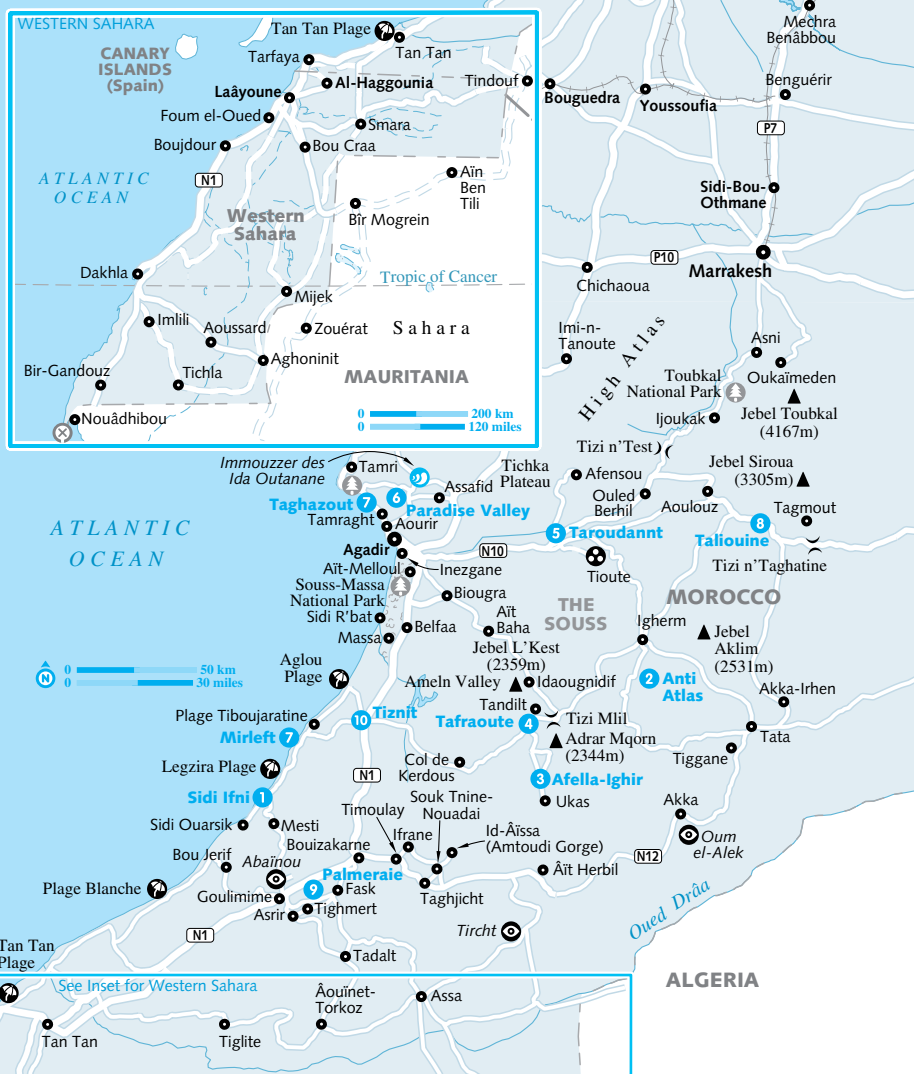 WESTERN SAHARA
CANARY
ISLANDS
(Spain)
Tan Tan Plage
Tan Tan
Tarfaya
Al-Haggounia
Tindouf
Laâyoune
Foum el-Oued
Smara
Boujdour
Bou Craa
Aïn
Ben
Tili
ATLANTIC
OCEAN
N1
Bîr Mogrein
Western
Sahara
Dakhla
Tropic of Cancer
Mijek
Imlili
Aoussard
Zouérat
Sahara
Aghoninit
Bir-Gandouz
Tichla
MAURITANIA
Nouâdhibou
0 200 km
0 120 miles
Mechra
Benâbbou
Bouguedra
Youssoufia
Benguérir
P7
Sidi-Bou-
Othmane
P10
Marrakesh
Chichaoua
Imi-n-
Tanoute
High Atlas
Asni
Toubkal
National Park
Oukaïmeden
Ijoukak
Jebel Toubkal
(4167m)
Tizi n'Test
Immouzzer des
Ida Outanane
Tamri
Tichka
Plateau
Afensou
Jebel Siroua
(3305m)
Assafid
Ouled
Berhil
Aoulouz
Tagmout
Taghazout
7
6
Paradise Valley
Tamraght
Aourir
5
Taroudannt
8
Taliouine
ATLANTIC
OCEAN
Agadir
N10
Tizi n'Taghatine
Aït-Melloul
Inezgane
Tioute
Souss-Massa
National Park
Biougra
THE
SOUSS
MOROCCO
Sidi R'bat
Aït
Baha
Igherm
Massa
Belfaa
Jebel
Aklim
(2531m)
Jebel L'Kest
(2359m)
Aglou
Plage
N
0 50 km
0 30 miles
Ameln Valley
Idaougnidif
2
Anti
Atlas
Akka-Irhen
Tandilt
Plage Tiboujaratine
10
Tiznit
Tafraoute
4
Tizi Mlil
Mirleft
7
Adrar Mqorn
(2344m)
Tata
Tiggane
Legzira Plage
Col de
Kerdous
N1
3
Afella-Ighir
Sidi Ifni
1
Souk Tnine-
Nouadai
Ukas
Timoulay
Akka
Sidi Ouarsik
Mesti
Ifrane
Id-Âïssa
(Amtoudi Gorge)
Oum
el-Alek
Bouizakarne
Bou Jerif
Abaïnou
N12
Palmeraie
Âït Herbil
Plage Blanche
9
Fask
Goulimime
Taghjicht
Tighmert
Asrir
Oued Drâa
N1
Tircht
Tan Tan
Plage
Tadalt
ALGERIA
See Inset for Western Sahara
Âouïnet-
Torkoz
Assa
Tan Tan
Tiglite